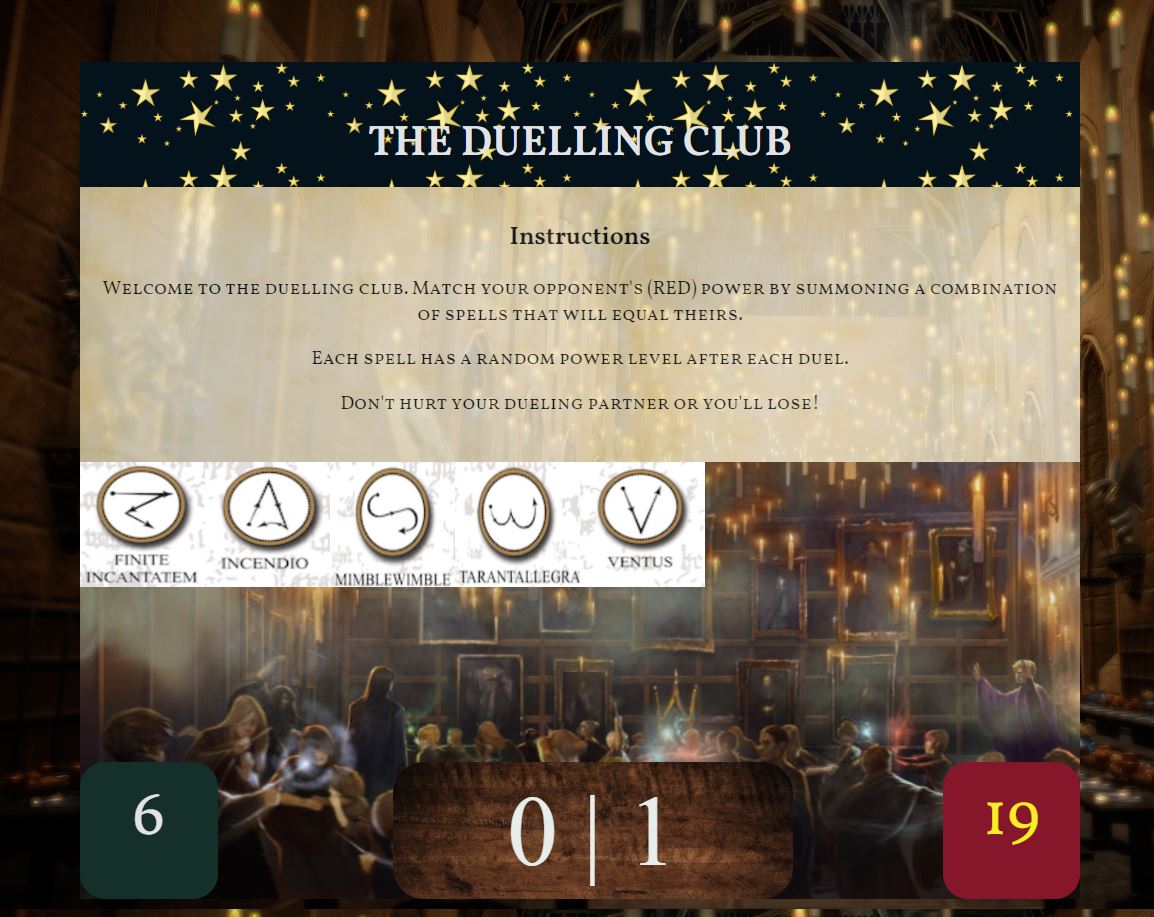 THE DUELLING CLUB
Instructions
Welcome to the duelling club. Match your opponent's (RED) power by summoning a combination
of spells that will equal theirs.
Each spell has a random power level after each duel.
Don't hurt your dueling partner or you'll lose!
FINITE
INCANTATEM
INCENDIO
MIMBLEWIMBLE
TARANTALLEGRA
VENTUS
6
0 | 1
19